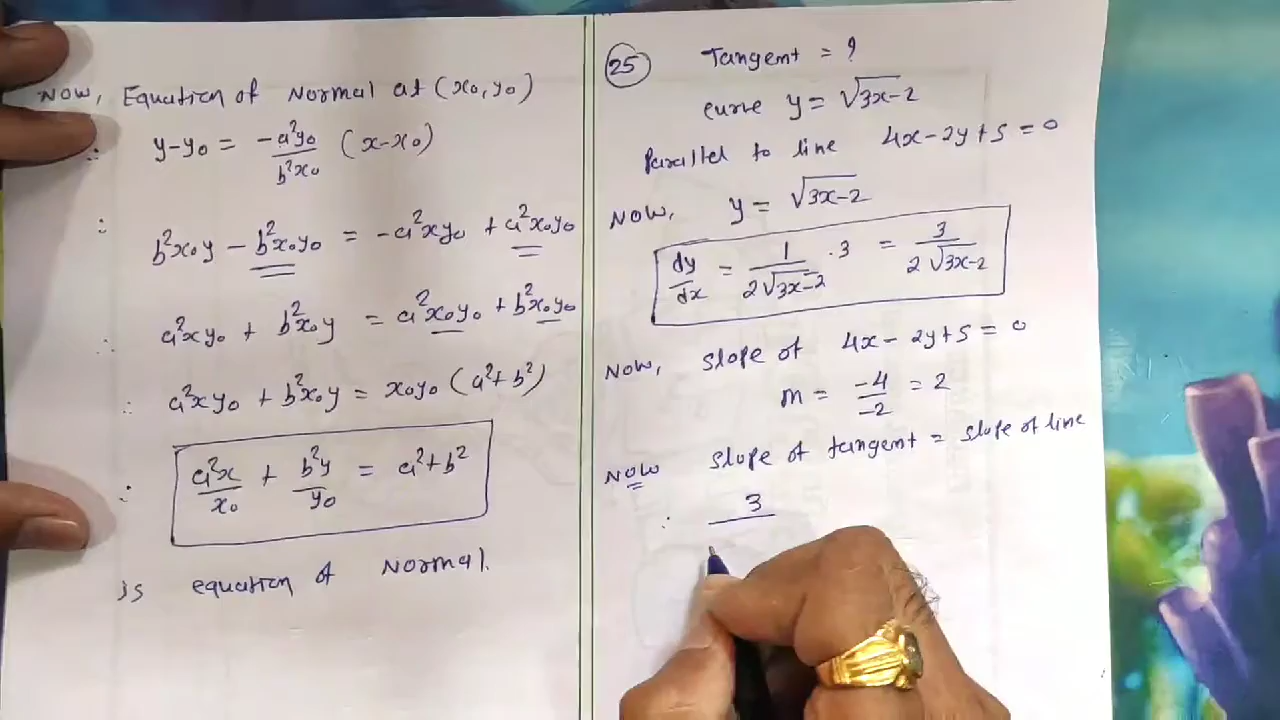 Now, Equation of Normal at (x₀, y₀)
∴ y-y₀ = -a²y₀/b²x₀ (x-x₀)
∴ b²x₀y - b²x₀y₀ = -a²xy₀ + a²x₀y₀
∴ a²xy₀ + b²x₀y = a²x₀y₀ + b²x₀y₀
∴ a²xy₀ + b²x₀y = x₀y₀ (a²+b²)
∴ a²x/x₀ + b²y/y₀ = a²+b²
is equation of Normal.
25 Tangent = ?
curve y = √(3x-2)
Parallel to line 4x-2y+5 = 0
Now, y = √(3x-2)
dy/dx = 1/(2√(3x-2)) · 3 = 3/(2√(3x-2))
Now, slope of 4x-2y+5 = 0
m = -4/-2 = 2
Now slope of tangent = slope of line
∴ 3